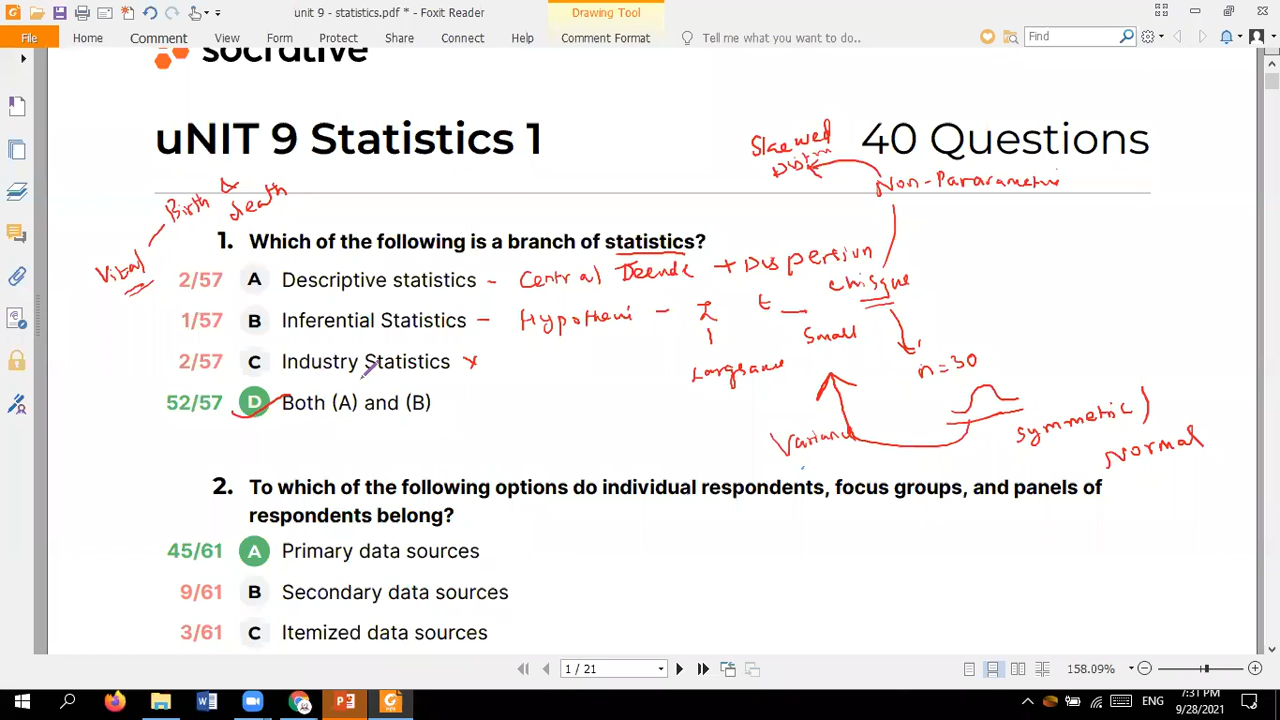 unit 9 - statistics.pdf * - Foxit Reader
Drawing Tool
File Home Comment View Form Protect Share Connect Help Comment Format Tell me what you want to do.. Find
socrative
uNIT 9 Statistics 1
40 Questions
Skewed
Distrn
Non-Pararametric
Birth &
death
Vital
1. Which of the following is a branch of statistics?
2/57 A Descriptive statistics - Central + Dispersion
chisque
1/57 B Inferential Statistics - Hypothesi - Z t -
Small
2/57 C Industry Statistics x
n=30
52/57 D Both (A) and (B)
Variance
symmetric)
Normal
2. To which of the following options do individual respondents, focus groups, and panels of
respondents belong?
45/61 A Primary data sources
9/61 B Secondary data sources
3/61 C Itemized data sources
1 / 21
158.09%
ENG
7:31 PM
9/28/2021